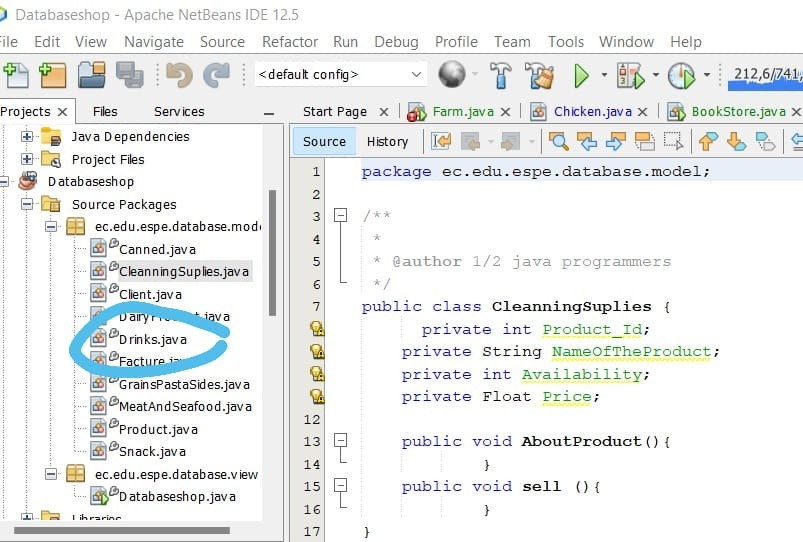 Databaseshop - Apache NetBeans IDE 12.5
File Edit View Navigate Source Refactor Run Debug Profile Team Tools Window Help
<default config>
212,6/741,
Projects Files Services
Start Page Farm.java Chicken.java BookStore.java
Source History
Java Dependencies
Project Files
Databaseshop
Source Packages
ec.edu.espe.database.mode
Canned.java
CleanningSuplies.java
Client.java
DairyProduct.java
Drinks.java
Facture.java
GrainsPastaSides.java
MeatAndSeafood.java
Product.java
Snack.java
ec.edu.espe.database.view
Databaseshop.java
Libraries
1 package ec.edu.espe.database.model;
2
3 /**
4 *
5 * @author 1/2 java programmers
6 */
7 public class CleanningSuplies {
private int Product_Id;
private String NameOfTheProduct;
private int Availability;
private Float Price;
12
13 public void AboutProduct(){
14 }
15 public void sell (){
16 }
17 }